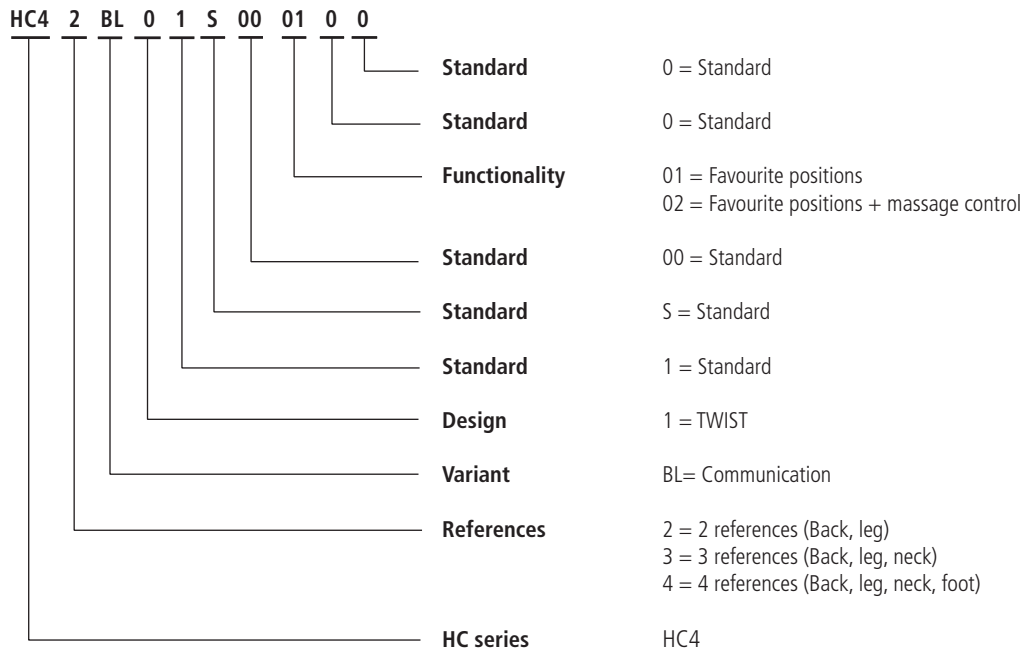 HC4 2 BL 0 1 S 00 01 0 0
Standard 0 = Standard
Standard 0 = Standard
Functionality 01 = Favourite positions
02 = Favourite positions + massage control
Standard 00 = Standard
Standard S = Standard
Standard 1 = Standard
Design 1 = TWIST
Variant BL= Communication
References 2 = 2 references (Back, leg)
3 = 3 references (Back, leg, neck)
4 = 4 references (Back, leg, neck, foot)
HC series HC4